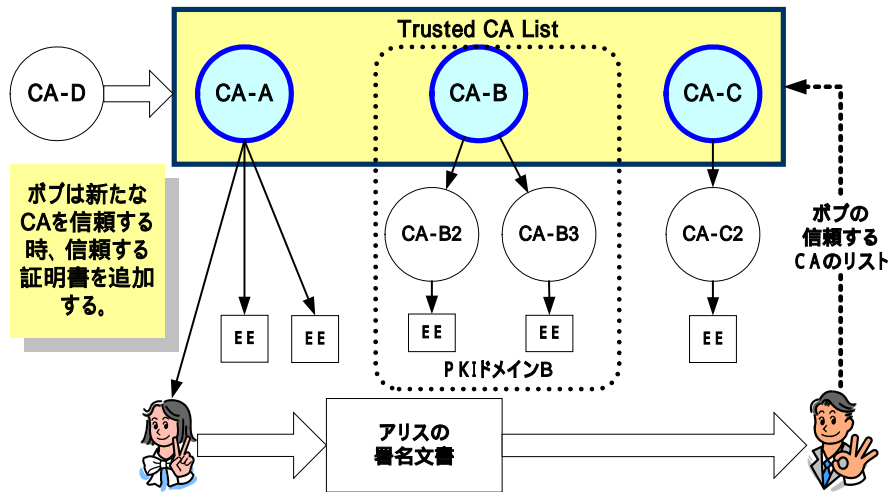 Trusted CA List
CA-D
CA-A
CA-B
CA-C
ボブは新たな
CAを信頼する
時、信頼する
証明書を追加
する。
CA-B2
CA-B3
CA-C2
ボブの
信頼する
CAのリスト
EE
EE
EE
EE
EE
PKIドメインB
アリスの
署名文書